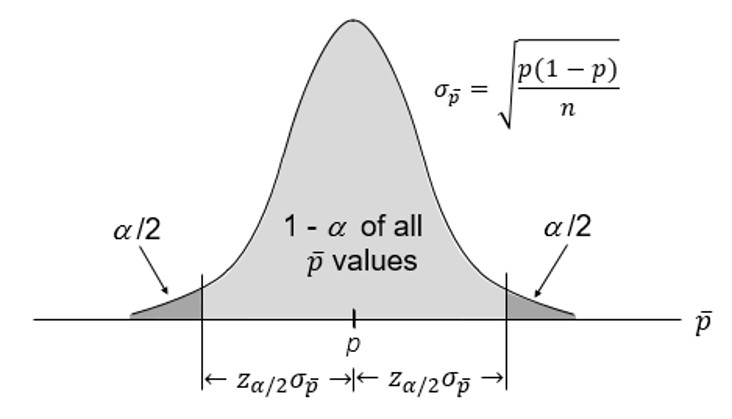 σ_p̄ = √(p(1 − p)/n)
α/2
1 - α of all
p̄ values
α/2
p̄
p
← z_α/2 σ_p̄ →← z_α/2 σ_p̄ →